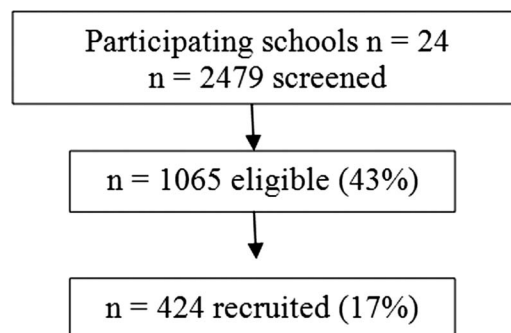 Participating schools n = 24
n = 2479 screened
n = 1065 eligible (43%)
n = 424 recruited (17%)